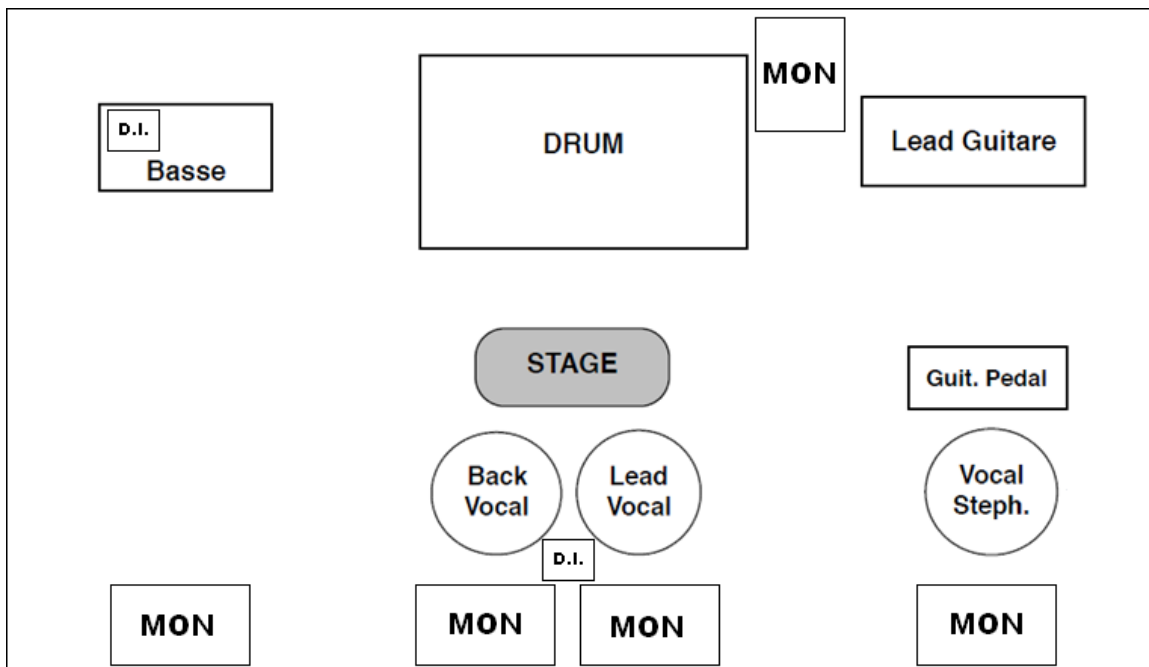 MON
D.I.
Basse
DRUM
Lead Guitare
STAGE
Guit. Pedal
Back
Vocal
Lead
Vocal
Vocal
Steph.
D.I.
MON
MON
MON
MON